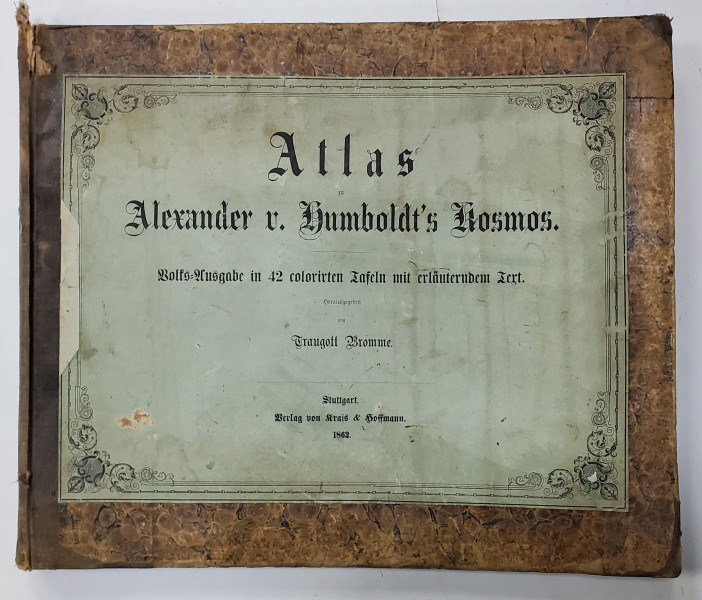 Atlas
zu
Alexander v. Humboldt's Kosmos.
Volks-Ausgabe in 42 colorirten Tafeln mit erläuterndem Text.
Herausgegeben
von
Traugott Bromme.
Stuttgart.
Verlag von Krais & Hoffmann.
1862.